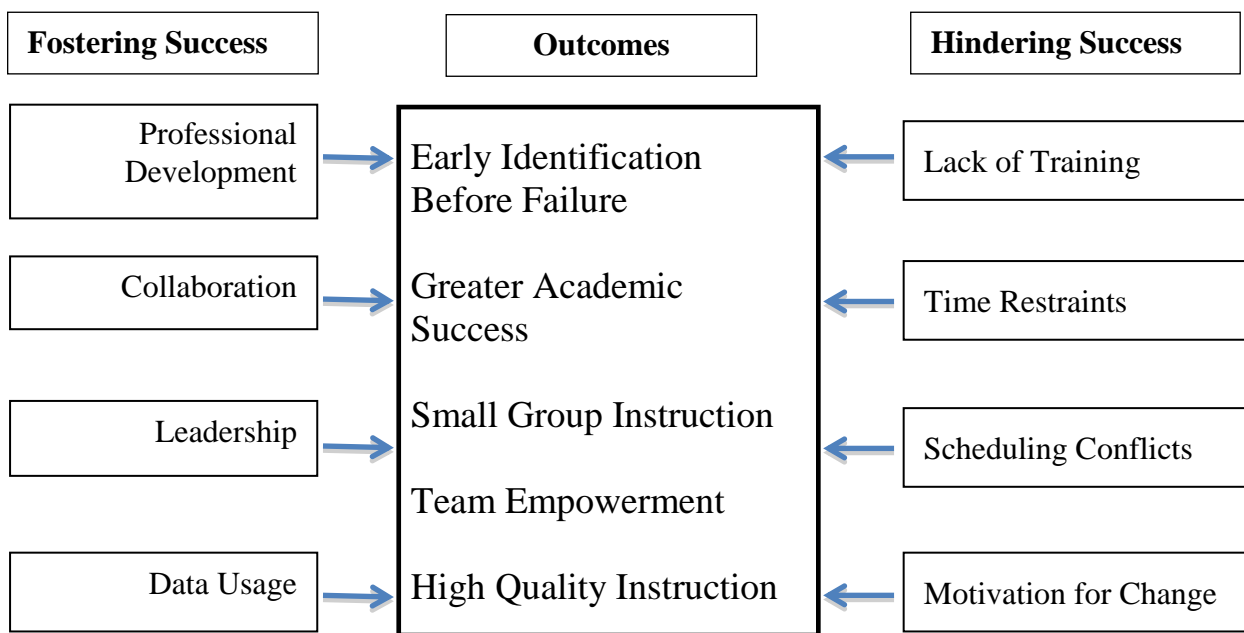 Fostering Success
Outcomes
Hindering Success
Professional
Development
Collaboration
Leadership
Data Usage
Early Identification
Before Failure
Greater Academic
Success
Small Group Instruction
Team Empowerment
High Quality Instruction
Lack of Training
Time Restraints
Scheduling Conflicts
Motivation for Change